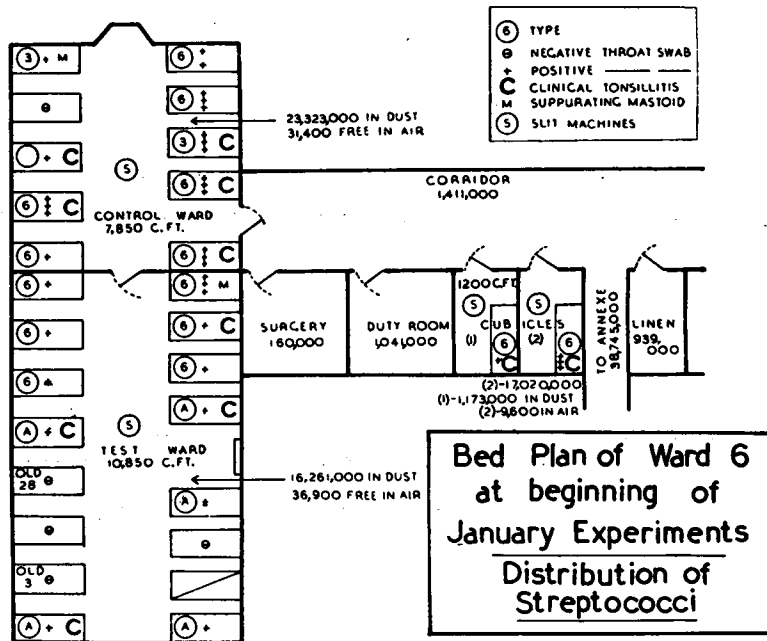 6 TYPE
⊖ NEGATIVE THROAT SWAB
+ POSITIVE
C CLINICAL TONSILLITIS
M SUPPURATING MASTOID
S SLIT MACHINES
3 + M
6 +
+
⊖
6
23,323,000 IN DUST
31,400 FREE IN AIR
+ C
3 C
S
6 C
6 C
CONTROL WARD
7,850 C.FT.
CORRIDOR
1,411,000
6 +
6 C
6 +
6 M
6 +
6 + C
6
6 +
A C
A + C
S
TEST WARD
10,850 C.FT.
OLD
28 ⊖
16,261,000 IN DUST
36,900 FREE IN AIR
A
⊖
⊖
OLD
3 ⊖
A + C
A +
SURGERY
160,000
DUTY ROOM
1,041,000
1200 C.FT.
S S
CUBICLES
(1) (2)
6 + C
6 C
(2)-17,020,000
(1)-1,173,000 IN DUST
(2)-9,600 IN AIR
TO ANNEXE
38,745,000
LINEN
939,
000
Bed Plan of Ward 6
at beginning of
January Experiments
Distribution of
Streptococci